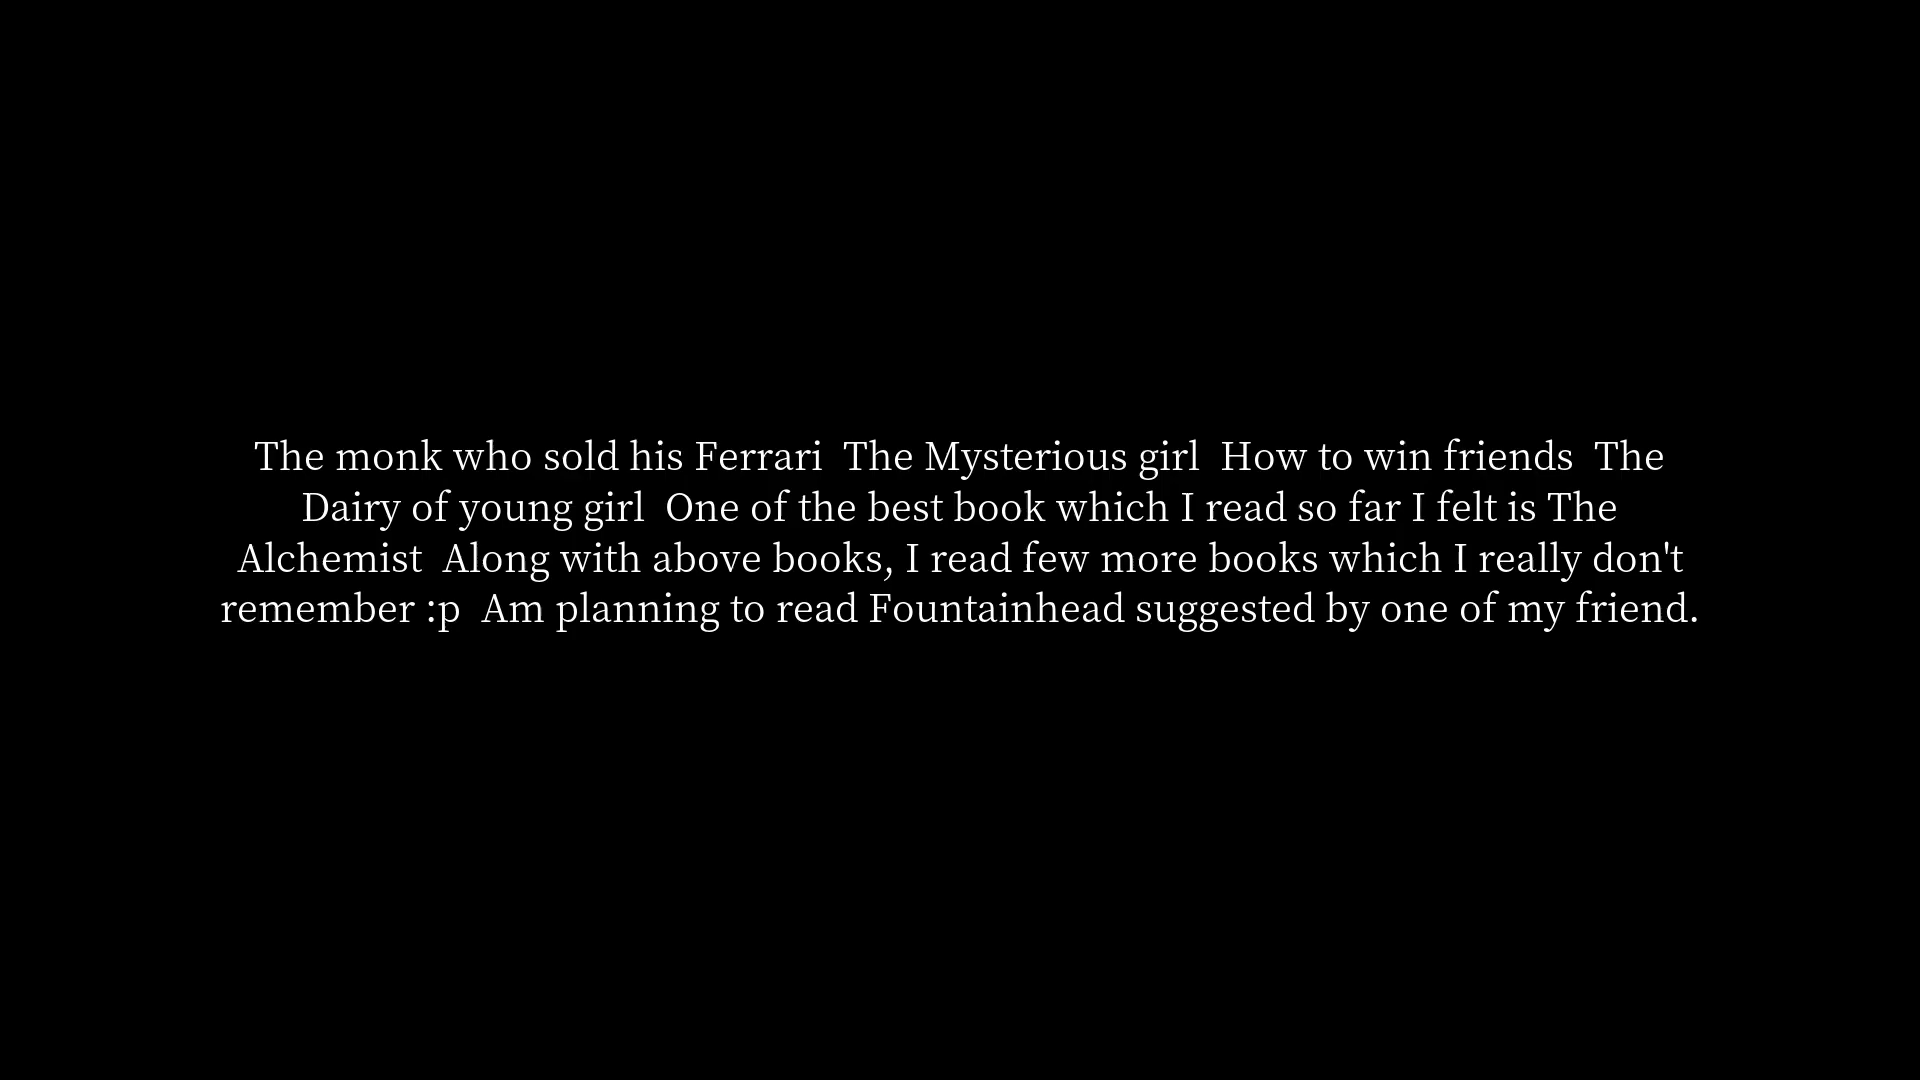 The monk who sold his Ferrari  The Mysterious girl  How to win friends  The
Dairy of young girl  One of the best book which I read so far I felt is The
Alchemist  Along with above books, I read few more books which I really don't
remember :p  Am planning to read Fountainhead suggested by one of my friend.